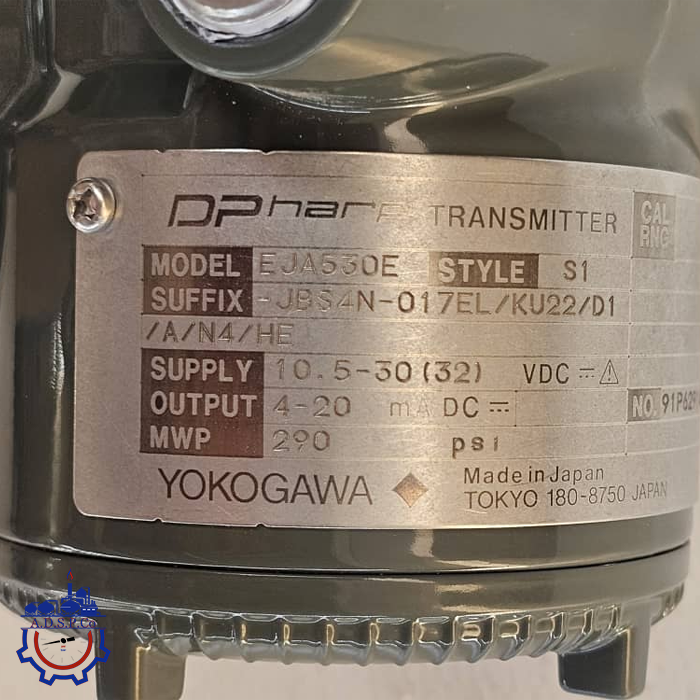 DPharp TRANSMITTER
CAL RNG
MODEL EJA530E STYLE S1
SUFFIX -JBS4N-017EL/KU22/D1
/A/N4/HE
SUPPLY 10.5-30(32) VDC ⎓ ⚠
OUTPUT 4-20 mA DC ⎓
NO. 91P629
MWP 290 psi
YOKOGAWA ◆
Made in Japan
TOKYO 180-8750 JAPAN
A.D.S.T.Co